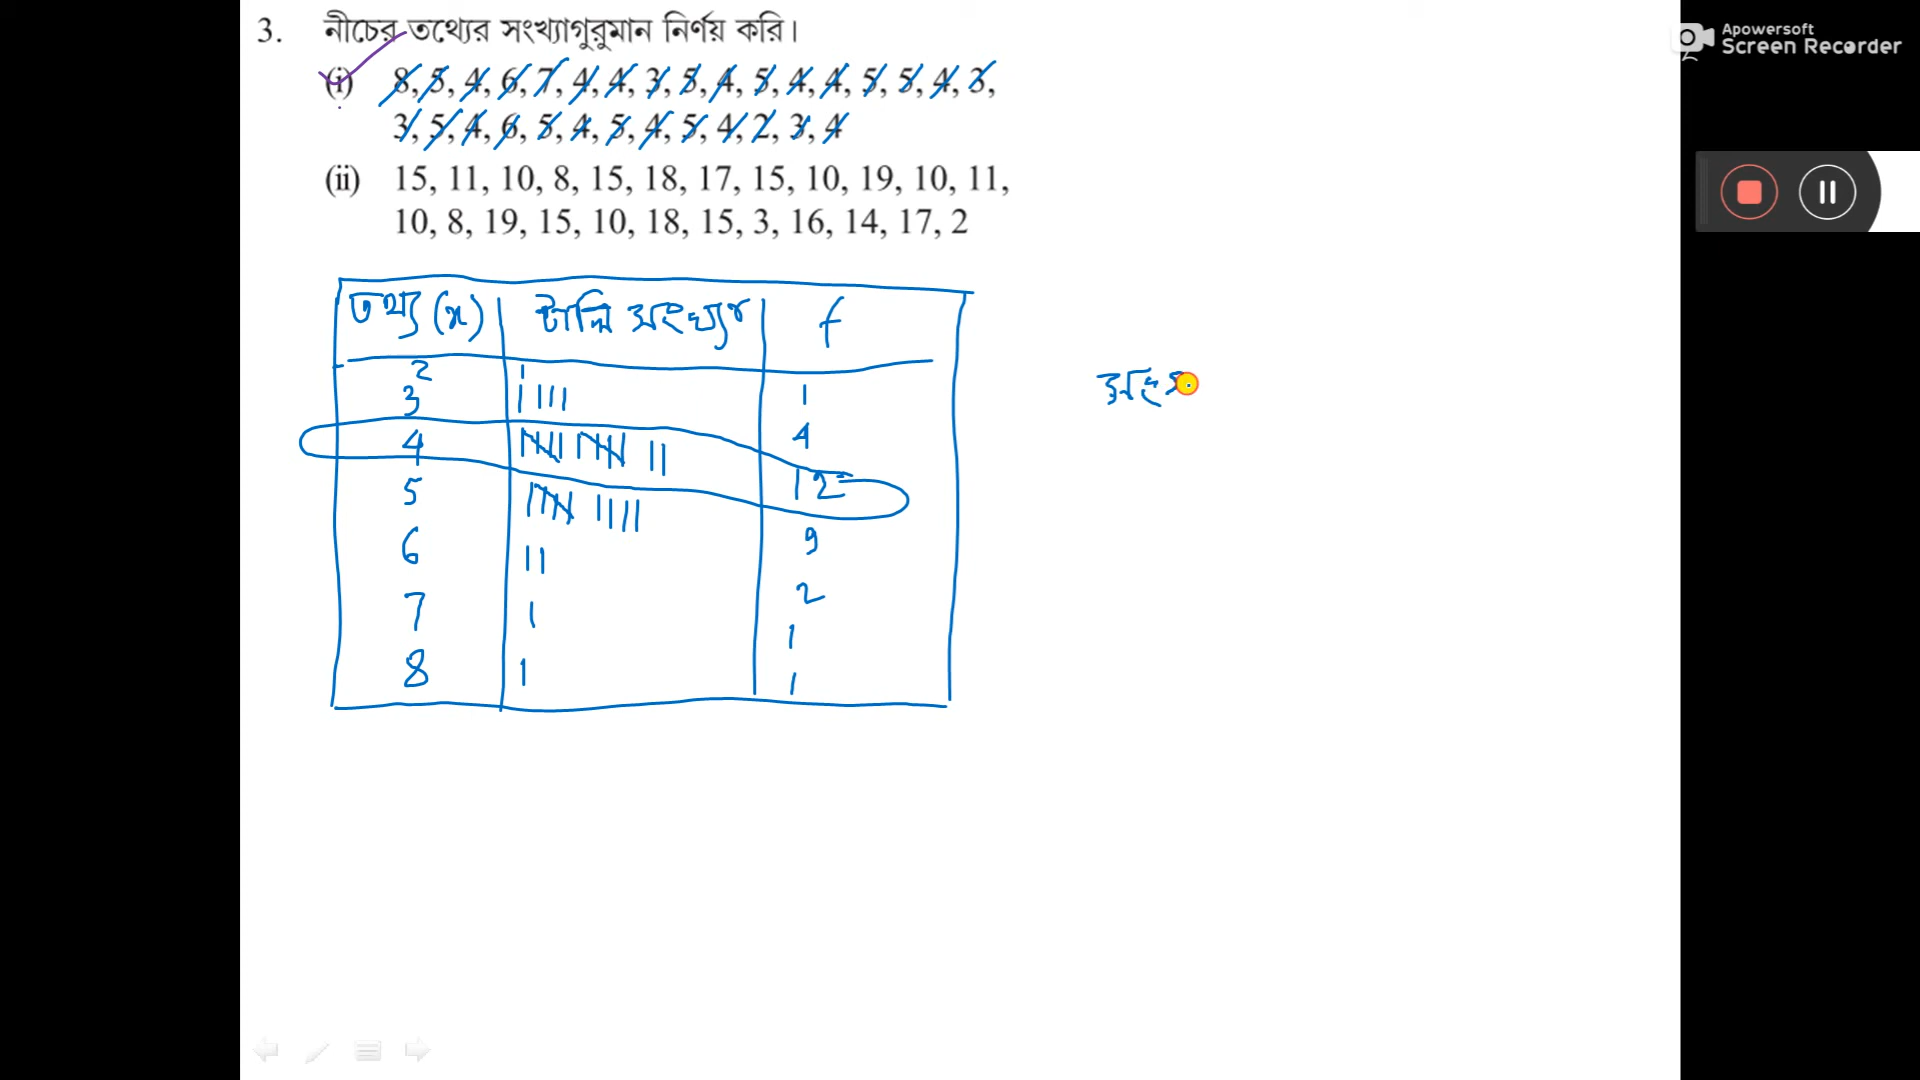 Apowersoft
Screen Recorder
3. নীচের তথ্যের সংখ্যাগুরুমান নির্ণয় করি।
(i) 8, 5, 4, 6, 7, 4, 4, 3, 5, 4, 5, 4, 4, 5, 5, 4, 3,
3, 5, 4, 6, 5, 4, 5, 4, 5, 4, 2, 3, 4
(ii) 15, 11, 10, 8, 15, 18, 17, 15, 10, 19, 10, 11,
10, 8, 19, 15, 10, 18, 15, 3, 16, 14, 17, 2
তথ্য (x) টালি f
2 | 1
3 |||| 4
4 |||| |||| || 12
5 |||| |||| 9
6 || 2
7 | 1
8 | 1